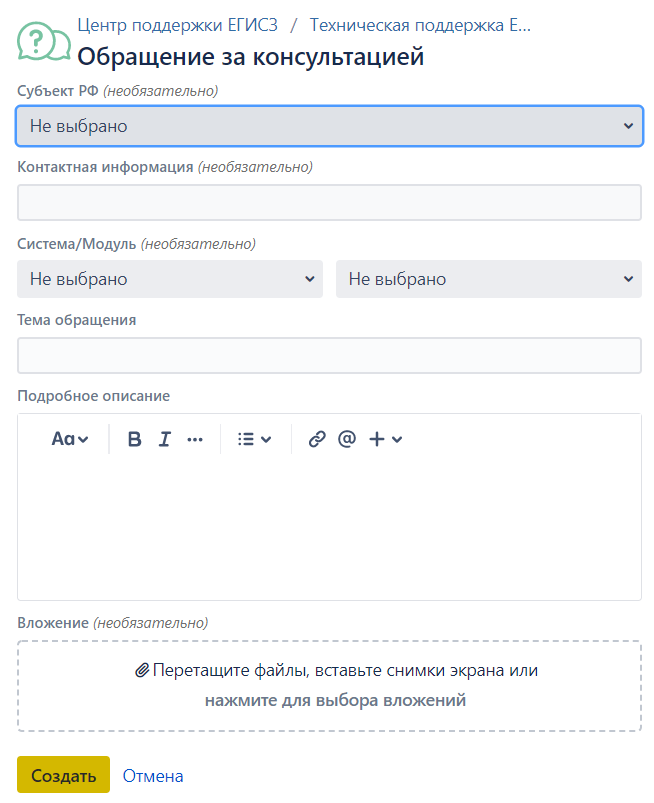 Центр поддержки ЕГИСЗ / Техническая поддержка Е...
Обращение за консультацией
Субъект РФ (необязательно)
Не выбрано
Контактная информация (необязательно)
Система/Модуль (необязательно)
Не выбрано Не выбрано
Тема обращения
Подробное описание
Aa B I ... @ +
Вложение (необязательно)
Перетащите файлы, вставьте снимки экрана или
нажмите для выбора вложений
Создать Отмена